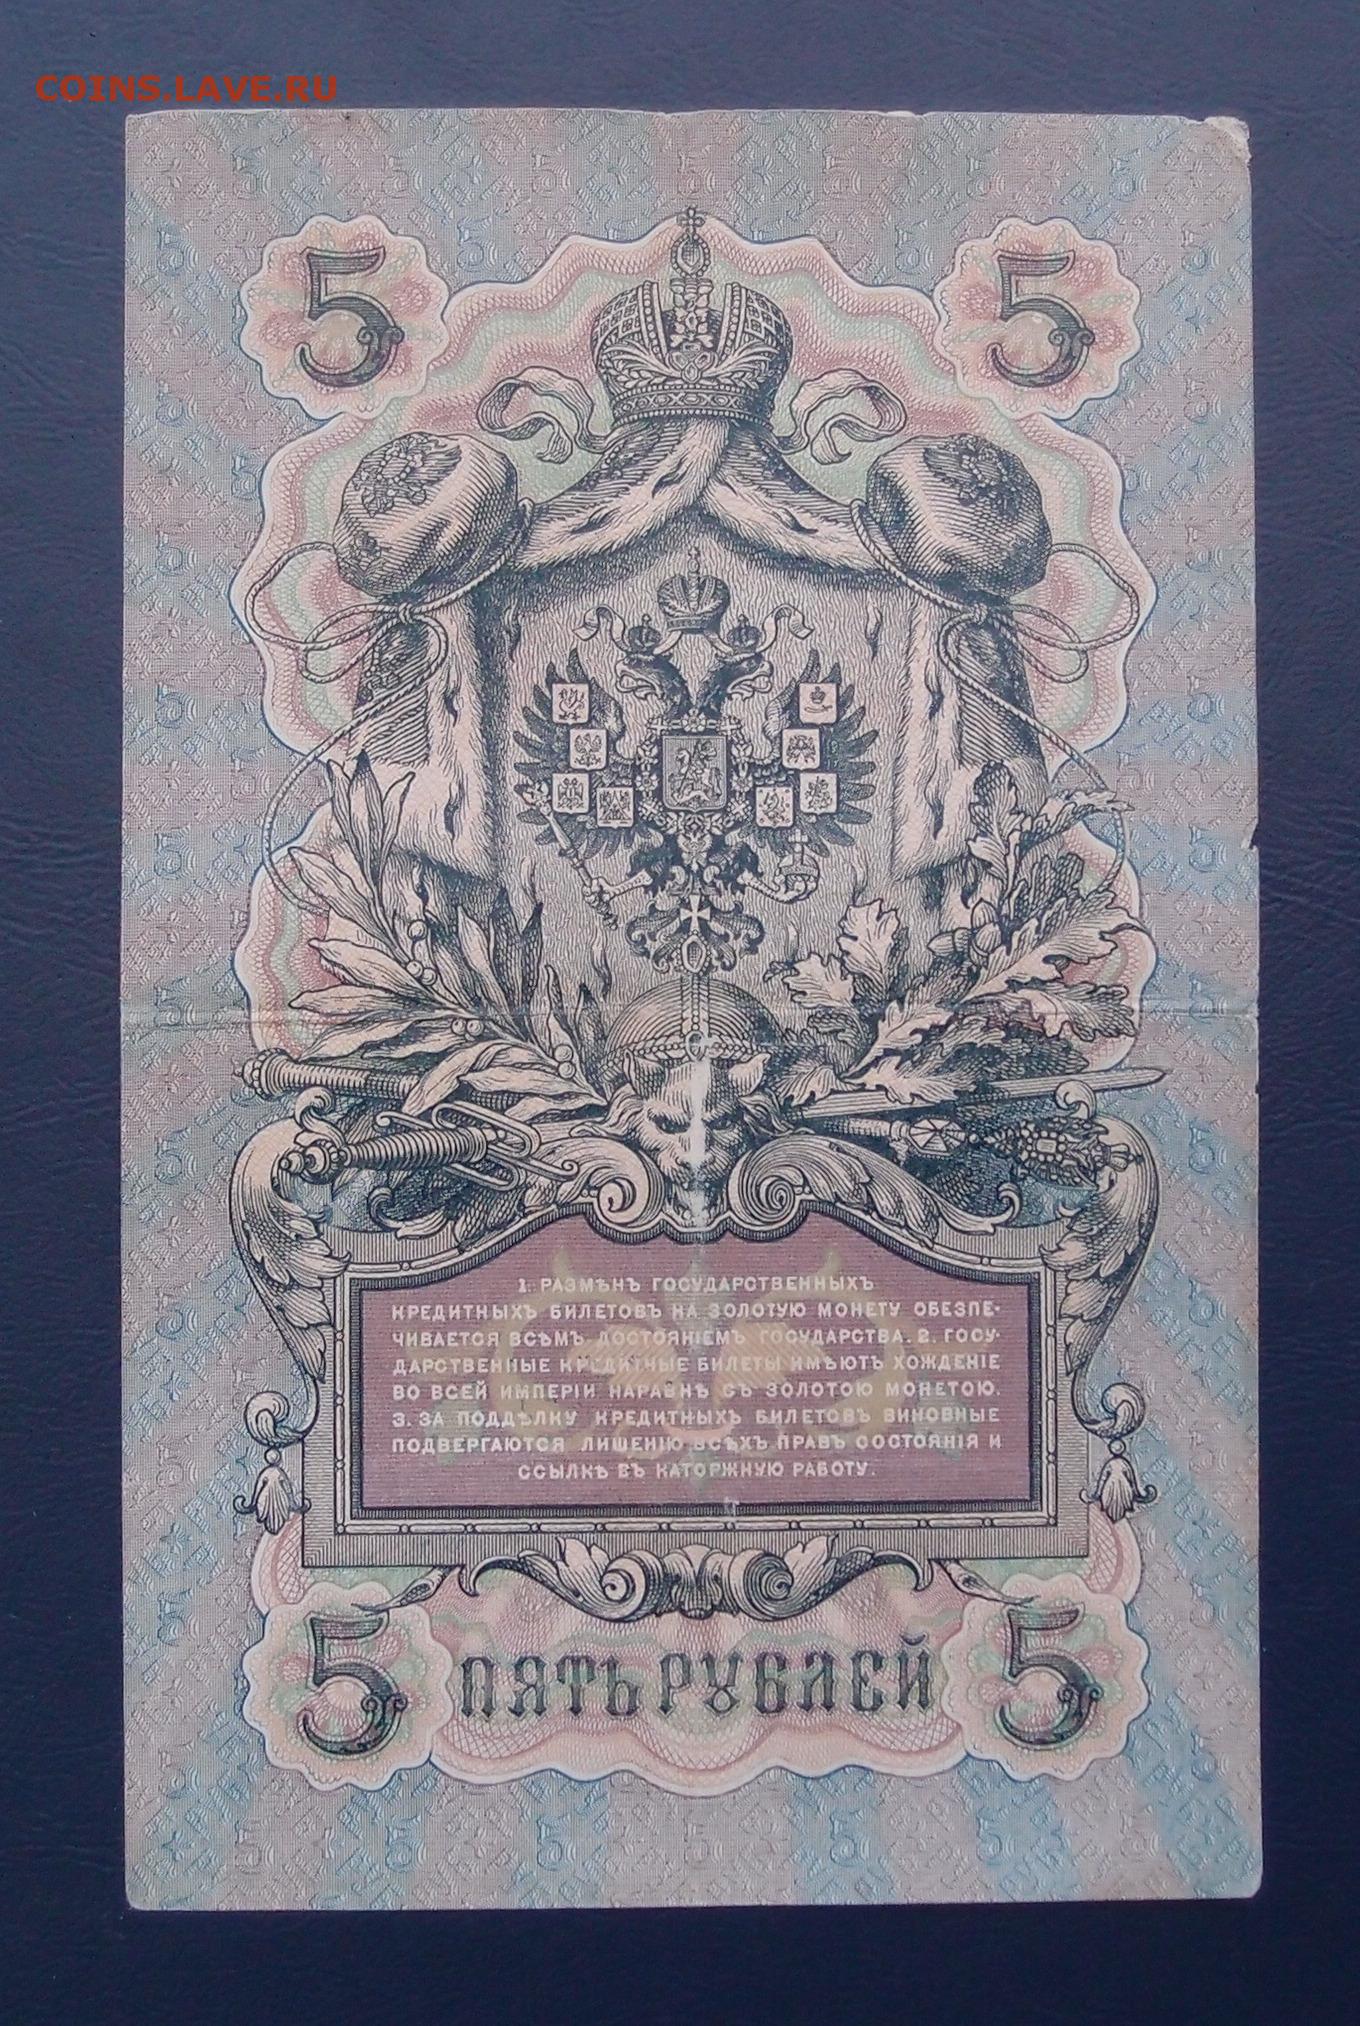 COINS.LAVE.RU
5 5
1. РАЗМѢНЪ ГОСУДАРСТВЕННЫХЪ
КРЕДИТНЫХЪ БИЛЕТОВЪ НА ЗОЛОТУЮ МОНЕТУ ОБЕЗПЕ-
ЧИВАЕТСЯ ВСѢМЪ ДОСТОЯНІЕМЪ ГОСУДАРСТВА. 2. ГОСУ-
ДАРСТВЕННЫЕ КРЕДИТНЫЕ БИЛЕТЫ ИМѢЮТЪ ХОЖДЕНІЕ
ВО ВСЕЙ ИМПЕРІИ НАРАВНѢ СЪ ЗОЛОТОЮ МОНЕТОЮ.
3. ЗА ПОДДѢЛКУ КРЕДИТНЫХЪ БИЛЕТОВЪ ВИНОВНЫЕ
ПОДВЕРГАЮТСЯ ЛИШЕНІЮ ВСѢХЪ ПРАВЪ СОСТОЯНІЯ И
ССЫЛКѢ ВЪ КАТОРЖНУЮ РАБОТУ.
5 ПЯТЬ РУБЛЕЙ 5